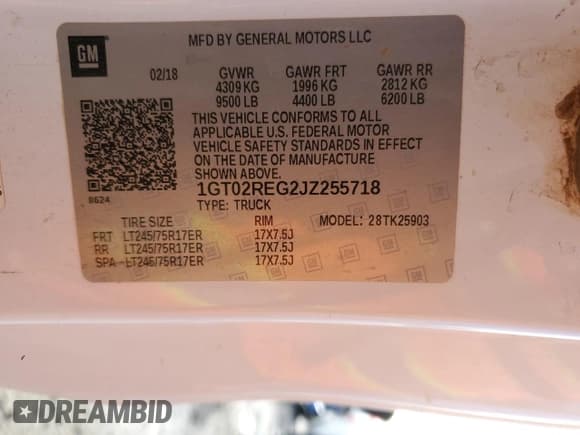 GM
MFD BY GENERAL MOTORS LLC
02/18 GVWR GAWR FRT GAWR RR
4309 KG 1996 KG 2812 KG
9500 LB 4400 LB 6200 LB
THIS VEHICLE CONFORMS TO ALL
APPLICABLE U.S. FEDERAL MOTOR
VEHICLE SAFETY STANDARDS IN EFFECT
ON THE DATE OF MANUFACTURE
SHOWN ABOVE.
8624 1GT02REG2JZ255718
TYPE: TRUCK
TIRE SIZE RIM MODEL: 28TK25903
FRT LT245/75R17ER 17X7.5J
RR LT245/75R17ER 17X7.5J
SPA LT245/75R17ER 17X7.5J
DREAMBID